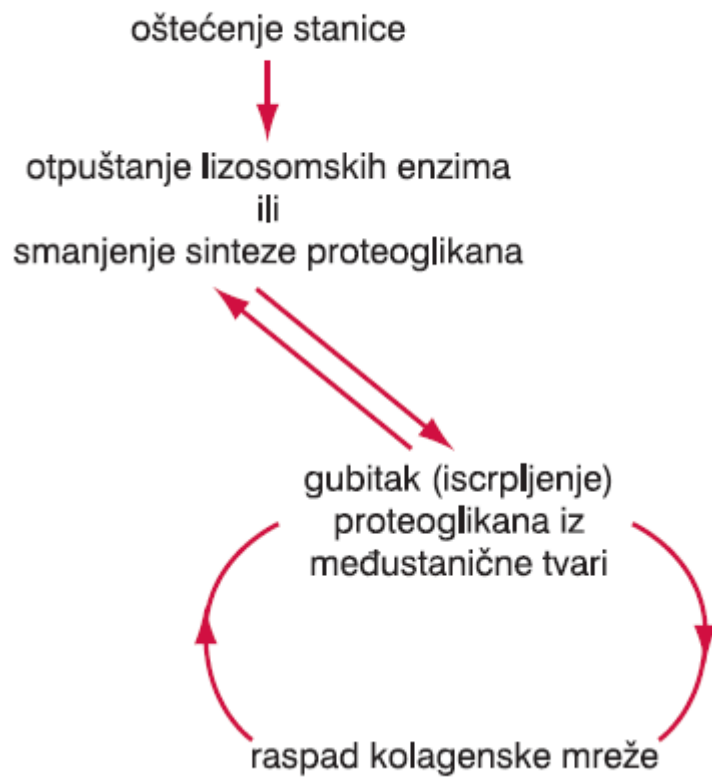 oštećenje stanice
otpuštanje lizosomskih enzima
ili
smanjenje sinteze proteoglikana
gubitak (iscrpljenje)
proteoglikana iz
međustanične tvari
raspad kolagenske mreže